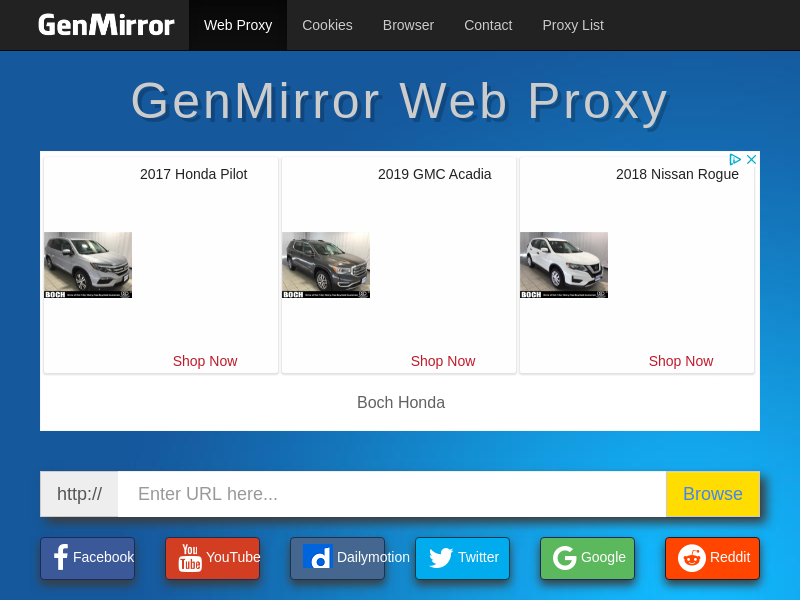 GenMirror Web Proxy Cookies Browser Contact Proxy List
GenMirror Web Proxy
2017 Honda Pilot 2019 GMC Acadia 2018 Nissan Rogue
BOCH BOCH BOCH
Shop Now Shop Now Shop Now
Boch Honda
http:// Enter URL here... Browse
Facebook You Tube YouTube d Dailymotion Twitter Google Reddit